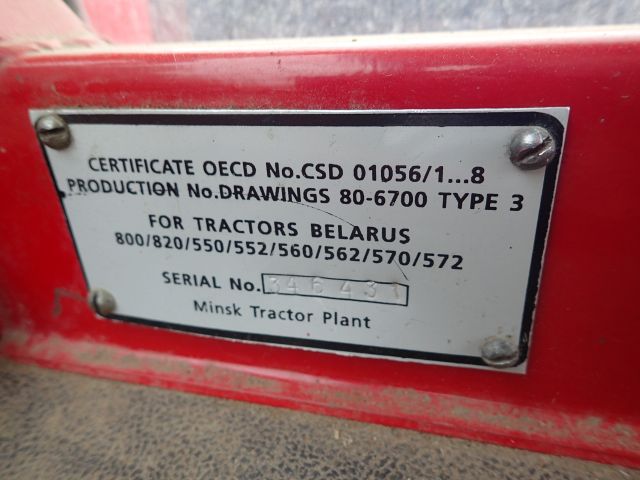 CERTIFICATE OECD No.CSD 01056/1...8
PRODUCTION No.DRAWINGS 80-6700 TYPE 3
FOR TRACTORS BELARUS
800/820/550/552/560/562/570/572
SERIAL No. 346431
Minsk Tractor Plant